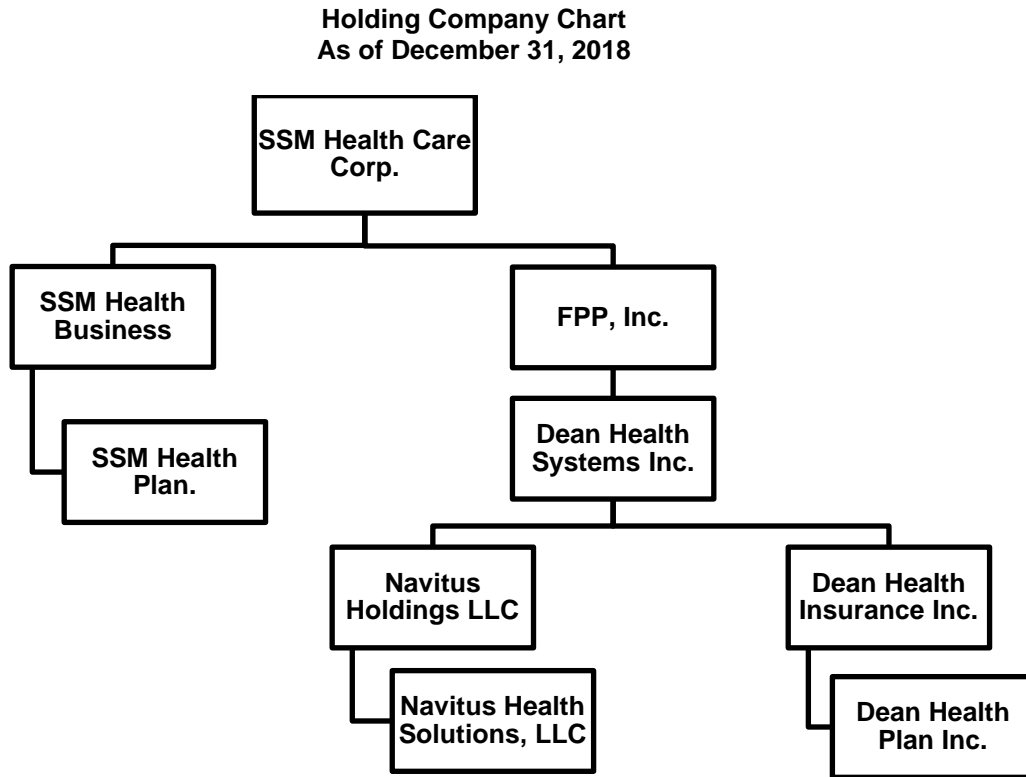 Holding Company Chart
As of December 31, 2018
SSM Health Care
Corp.
SSM Health
Business
FPP, Inc.
SSM Health
Plan.
Dean Health
Systems Inc.
Navitus
Holdings LLC
Dean Health
Insurance Inc.
Navitus Health
Solutions, LLC
Dean Health
Plan Inc.